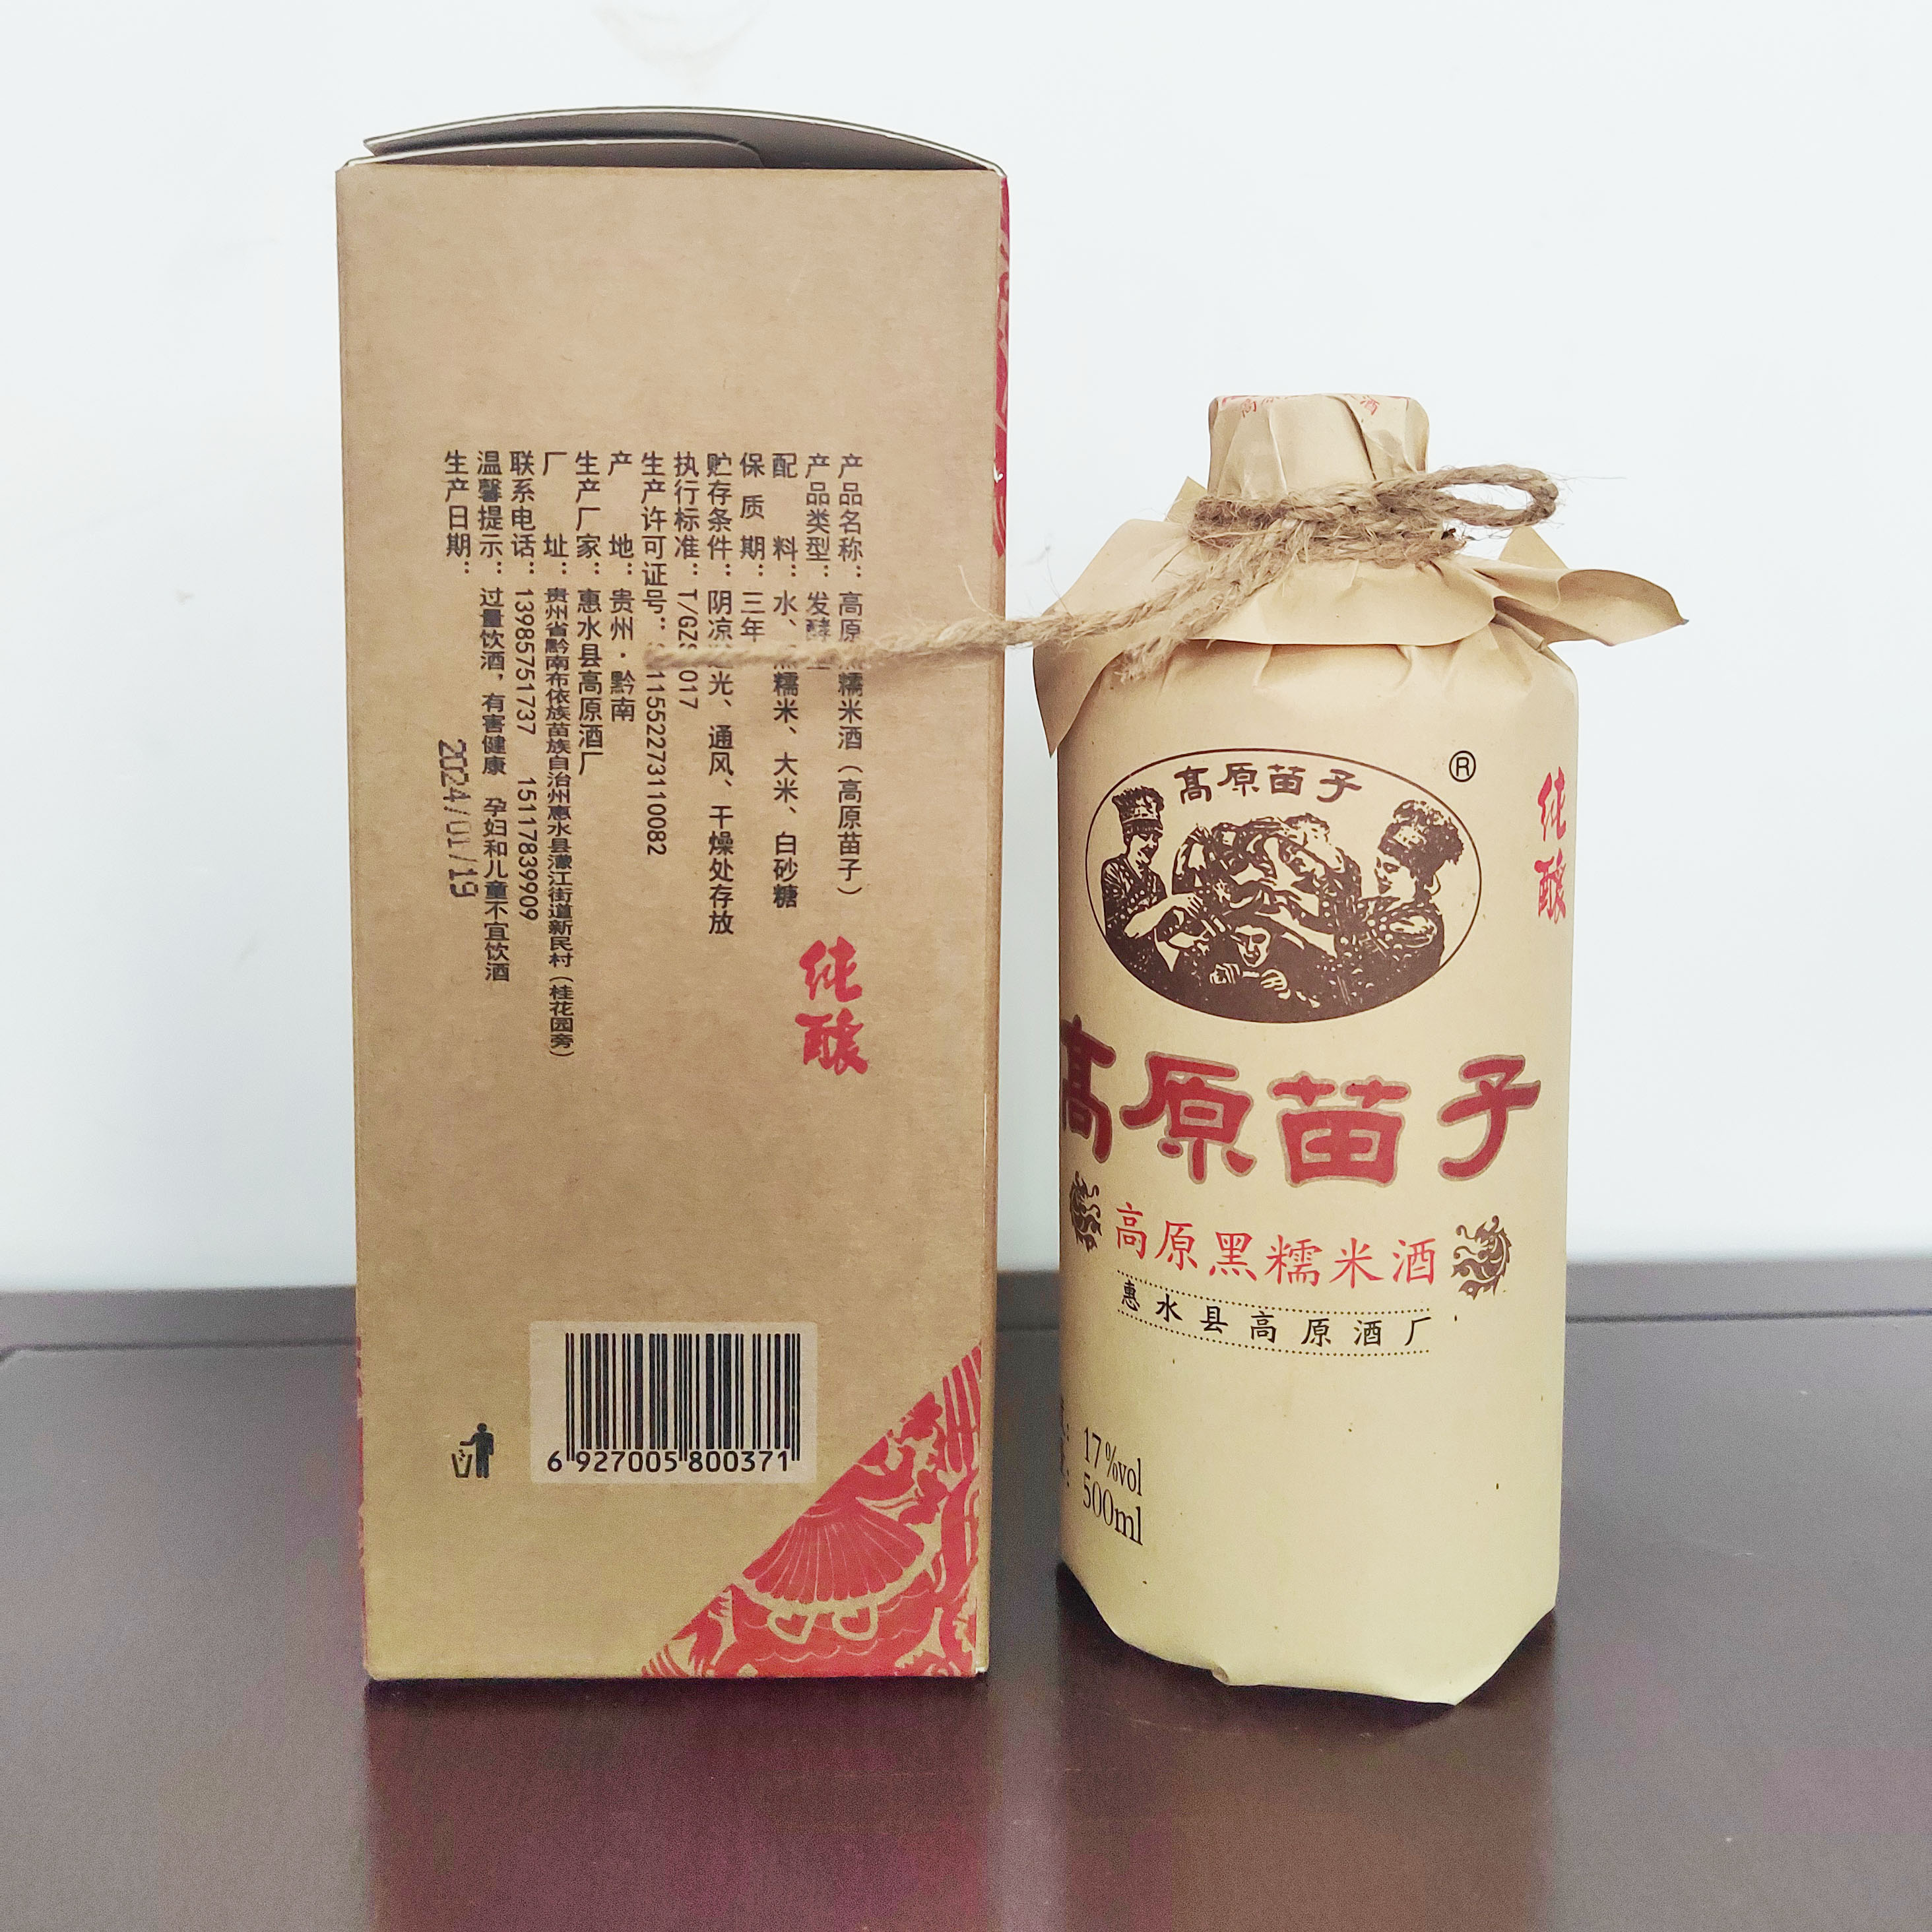 产品名称：高原 糯米酒（高原苗子）
产品类型：发酵
配料：水、 糯米、大米、白砂糖
保质期：三年
贮存条件：阴凉 光、通风、干燥处存放
执行标准：T/GZS 017
生产许可证号： 11552273110082
产地：贵州·黔南
生产厂家：惠水县高原酒厂
厂址：贵州省黔南布依族苗族自治州惠水县濛江街道新民村（桂花园旁）
联系电话：13985751737 15117839909
温馨提示：过量饮酒，有害健康 孕妇和儿童不宜饮酒
生产日期：
2024/01/19
纯酿
6 927005 800371
高原苗子
®
纯酿
高原苗子
高原黑糯米酒
惠水县高原酒厂
17%vol
500ml